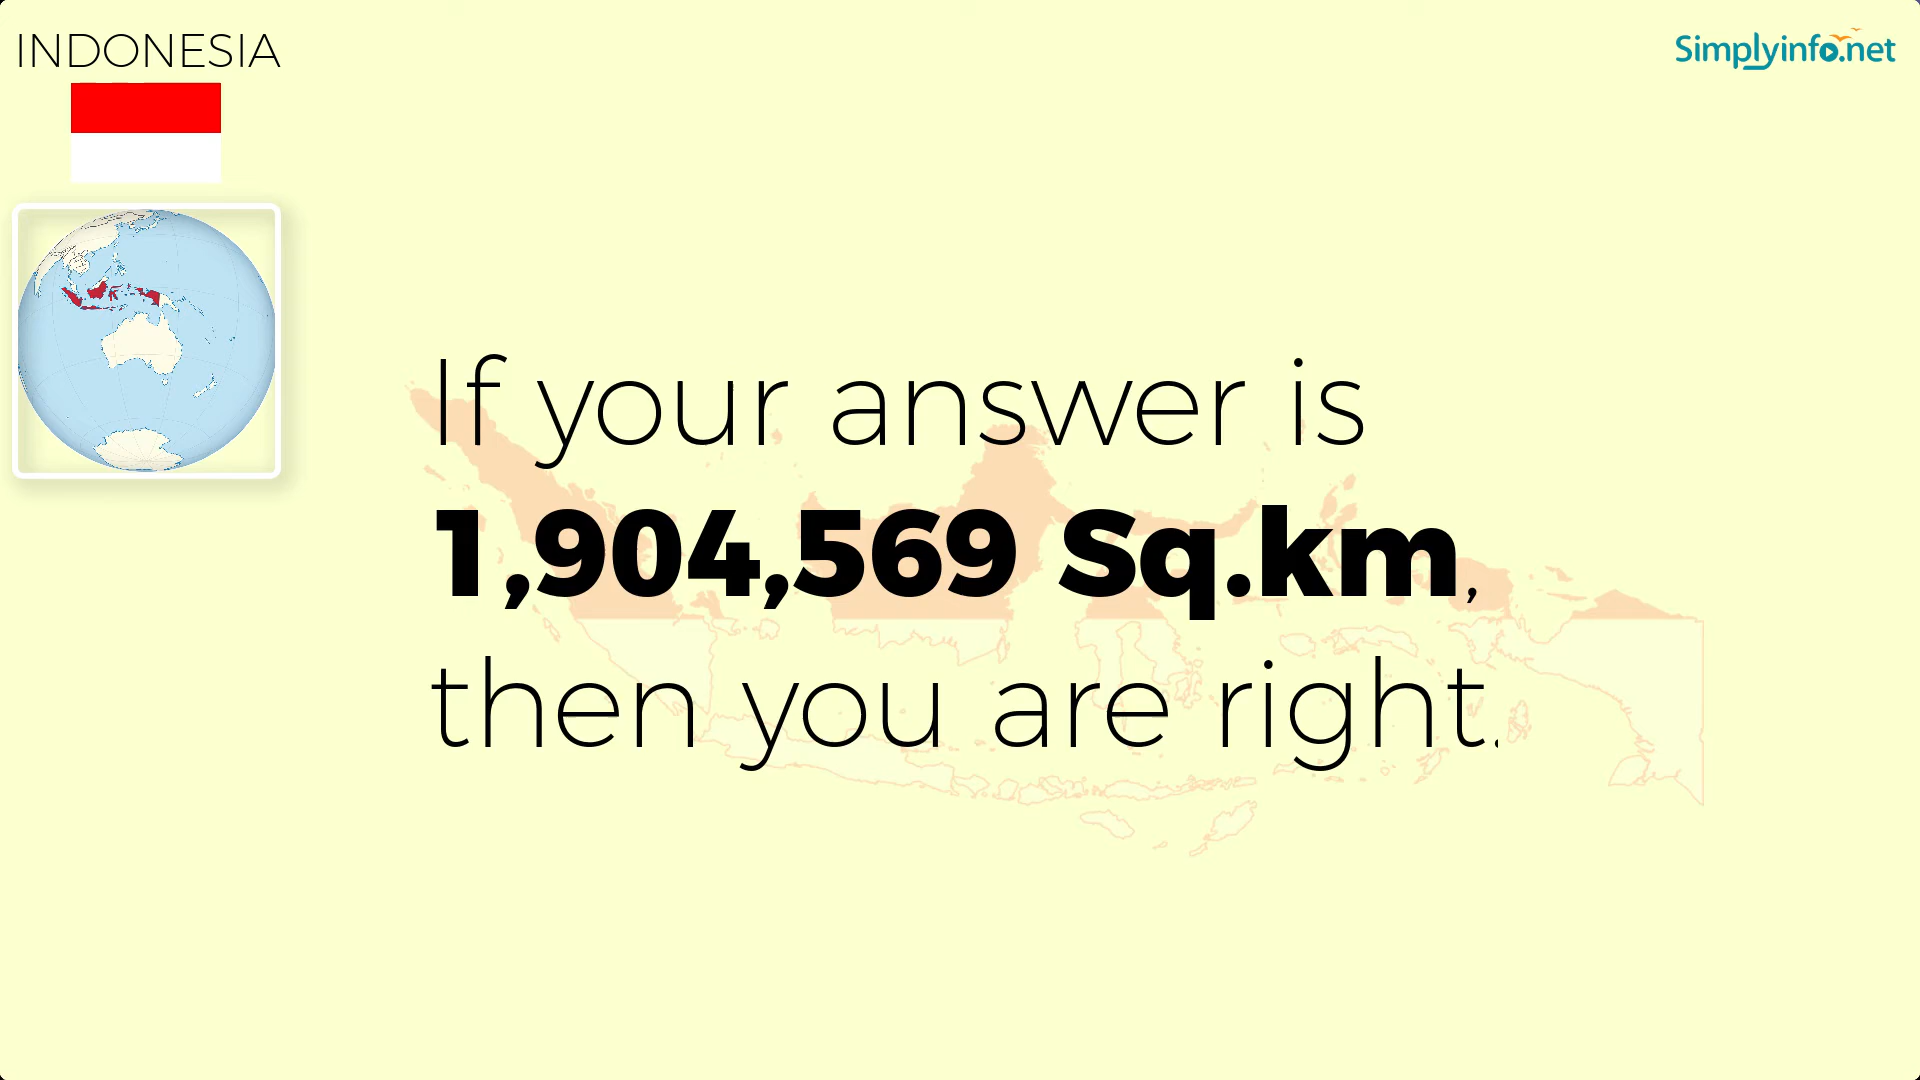 INDONESIA
Simplyinfo.net
If your answer is
1,904,569 Sq.km,
then you are right.